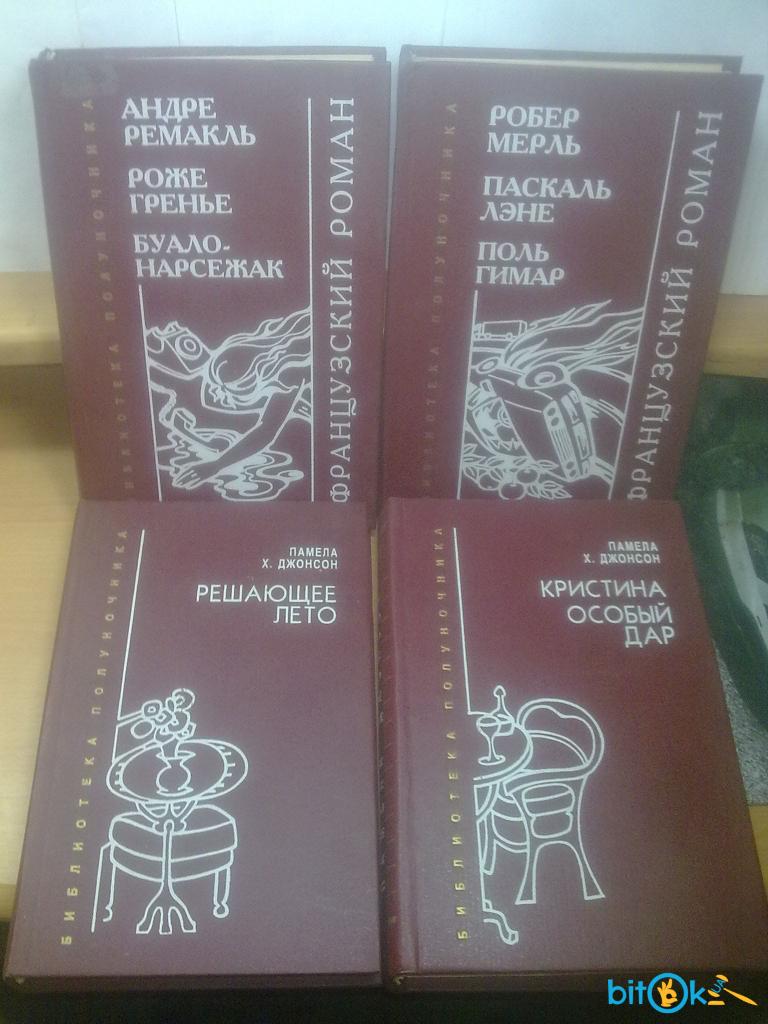 БИБЛИОТЕКА ПОЛУНОЧНИКА
АНДРЕ
РЕМАКЛЬ
РОЖЕ
ГРЕНЬЕ
БУАЛО-
НАРСЕЖАК
ФРАНЦУЗСКИЙ РОМАН
БИБЛИОТЕКА ПОЛУНОЧНИКА
РОБЕР
МЕРЛЬ
ПАСКАЛЬ
ЛЭНЕ
ПОЛЬ
ГИМАР
ФРАНЦУЗСКИЙ РОМАН
БИБЛИОТЕКА ПОЛУНОЧНИКА
ПАМЕЛА
Х. ДЖОНСОН
РЕШАЮЩЕЕ
ЛЕТО
БИБЛИОТЕКА ПОЛУНОЧНИКА
ПАМЕЛА
Х. ДЖОНСОН
КРИСТИНА
ОСОБЫЙ
ДАР
bitOk UA